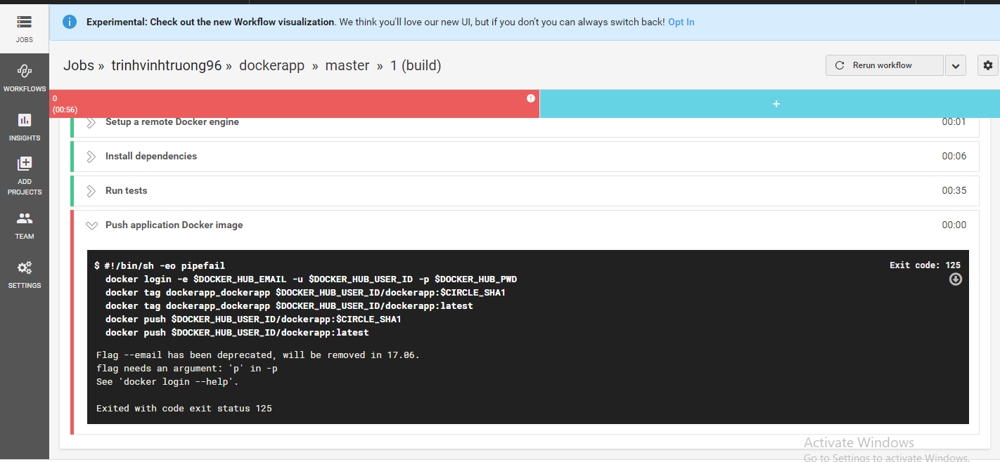 Experimental: Check out the new Workflow visualization. We think you'll love our new UI, but if you don't you can always switch back! Opt In
JOBS
Jobs » trinhvinhtruong96 » dockerapp » master » 1 (build)
Rerun workflow
WORKFLOWS
0
(00:56)
+
Setup a remote Docker engine 00:01
INSIGHTS
Install dependencies 00:06
ADD
PROJECTS
Run tests 00:35
TEAM
Push application Docker image 00:00
SETTINGS
$ #!/bin/sh -eo pipefail
Exit code: 125
docker login -e $DOCKER_HUB_EMAIL -u $DOCKER_HUB_USER_ID -p $DOCKER_HUB_PWD
docker tag dockerapp_dockerapp $DOCKER_HUB_USER_ID/dockerapp:$CIRCLE_SHA1
docker tag dockerapp_dockerapp $DOCKER_HUB_USER_ID/dockerapp:latest
docker push $DOCKER_HUB_USER_ID/dockerapp:$CIRCLE_SHA1
docker push $DOCKER_HUB_USER_ID/dockerapp:latest
Flag --email has been deprecated, will be removed in 17.06.
flag needs an argument: 'p' in -p
See 'docker login --help'.
Exited with code exit status 125
Activate Windows
Go to Settings to activate Windows.